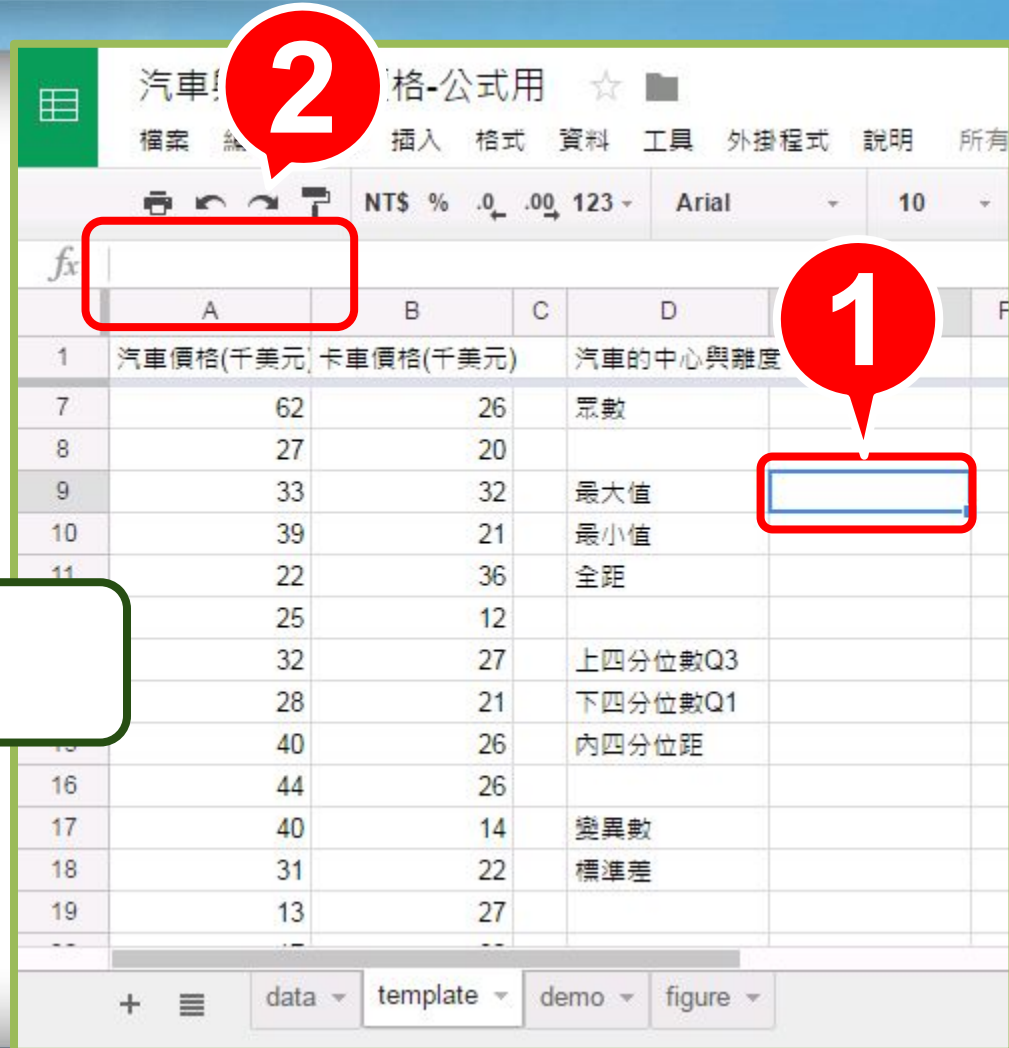 2
汽車 格-公式用
檔案 插入 格式 資料 工具 外掛程式 說明 所有
NT$ % .0 .00 123 Arial 10
fx
1
A B C D F
1 汽車價格(千美元) 卡車價格(千美元) 汽車的中心與離度
7 62 26 眾數
8 27 20
9 33 32 最大值
10 39 21 最小值
11 22 36 全距
25 12
32 27 上四分位數Q3
28 21 下四分位數Q1
40 26 內四分位距
16 44 26
17 40 14 變異數
18 31 22 標準差
19 13 27
+ data template demo figure